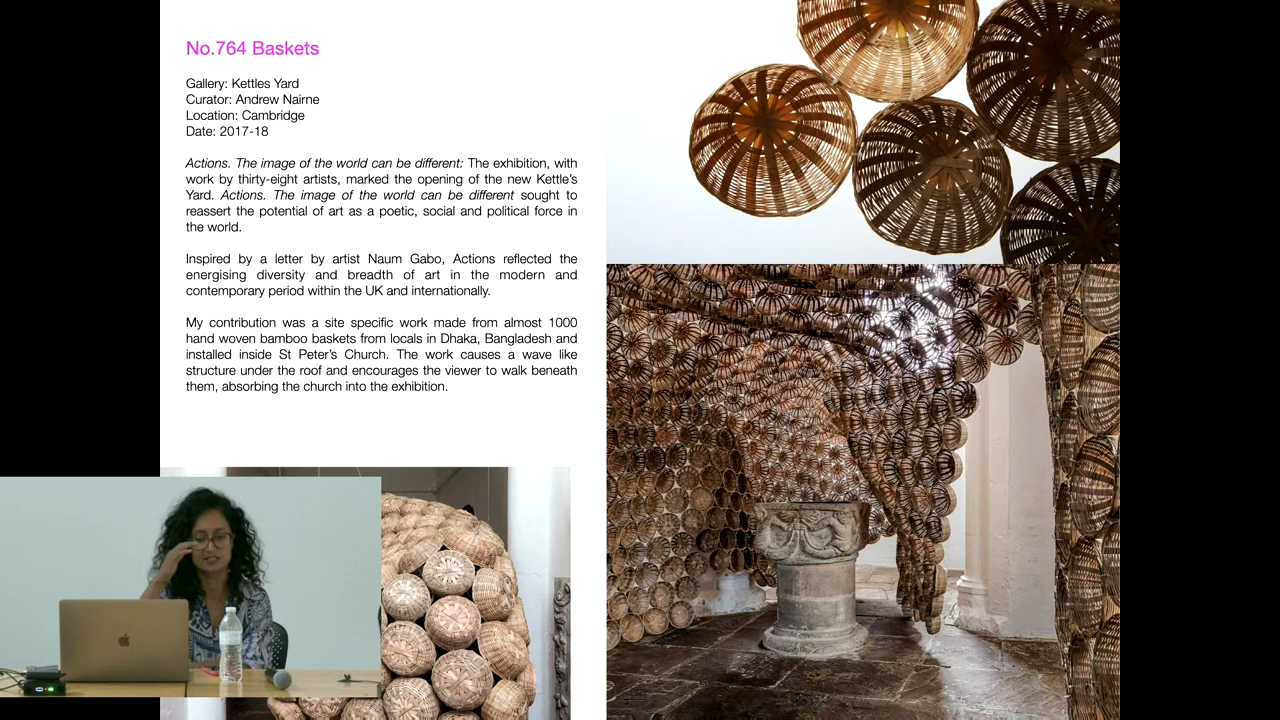 No.764 Baskets
Gallery: Kettles Yard
Curator: Andrew Nairne
Location: Cambridge
Date: 2017-18
Actions. The image of the world can be different: The exhibition, with
work by thirty-eight artists, marked the opening of the new Kettle's
Yard. Actions. The image of the world can be different sought to
reassert the potential of art as a poetic, social and political force in
the world.
Inspired by a letter by artist Naum Gabo, Actions reflected the
energising diversity and breadth of art in the modern and
contemporary period within the UK and internationally.
My contribution was a site specific work made from almost 1000
hand woven bamboo baskets from locals in Dhaka, Bangladesh and
installed inside St Peter's Church. The work causes a wave like
structure under the roof and encourages the viewer to walk beneath
them, absorbing the church into the exhibition.